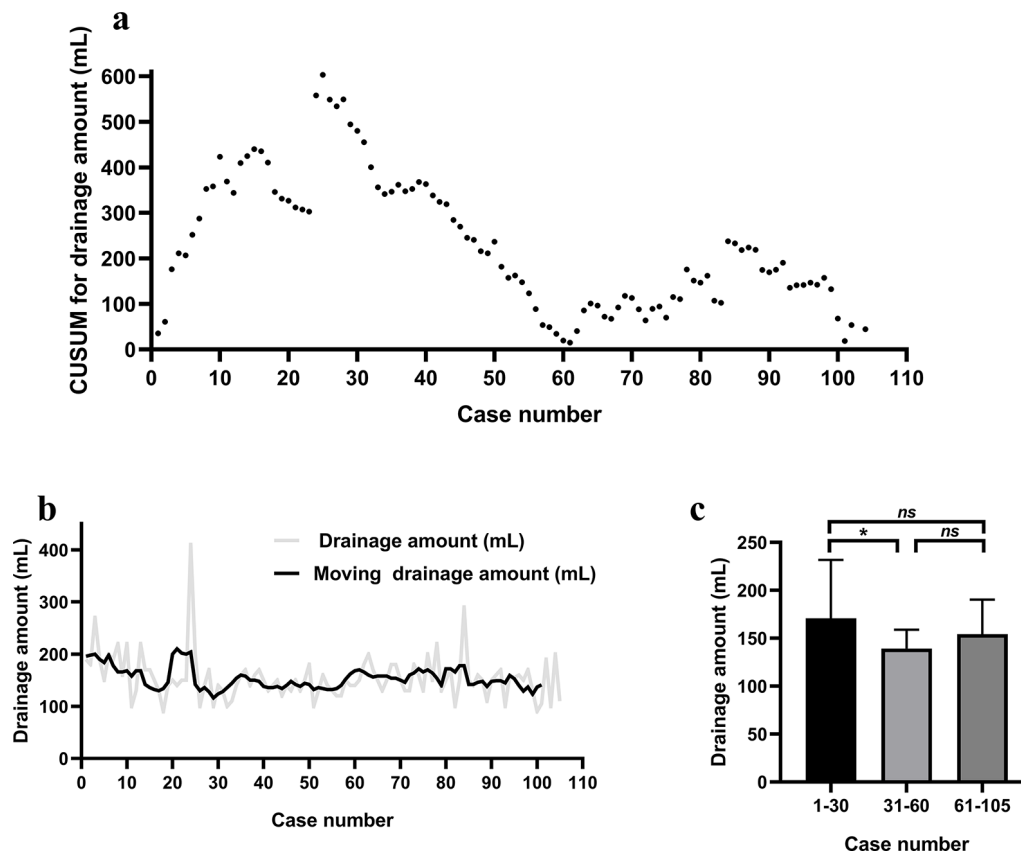 a
CUSUM for drainage amount (mL)
600
500
400
300
200
100
0
0 10 20 30 40 50 60 70 80 90 100 110
Case number
b
Drainage amount (mL)
400
300
200
100
0
Drainage amount (mL)
Moving drainage amount (mL)
0 10 20 30 40 50 60 70 80 90 100 110
Case number
c
Drainage amount (mL)
250
200
150
100
50
0
ns
* ns
1-30 31-60 61-105
Case number